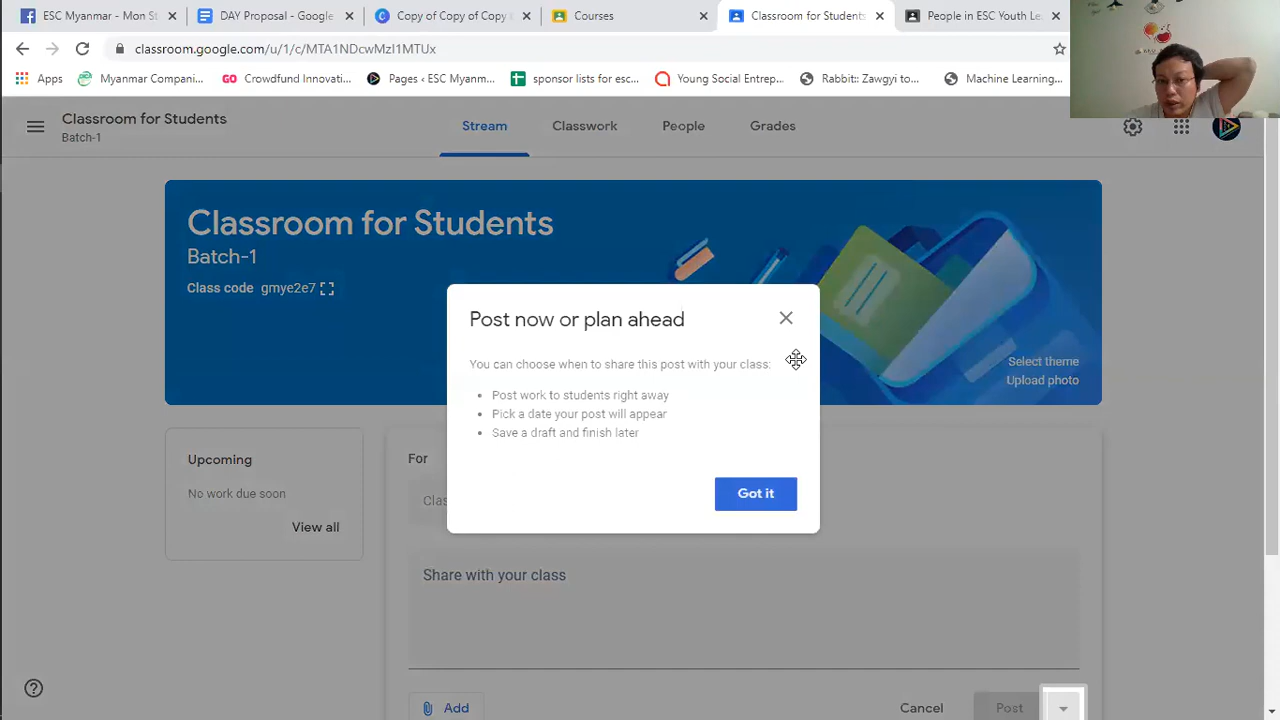 ESC Myanmar - Mon S
DAY Proposal - Google
Copy of Copy of Copy
Courses
Classroom for Students
People in ESC Youth Le
classroom.google.com/u/1/c/MTA1NDcwMzI1MTUx
Apps
Myanmar Compani...
GO Crowdfund Innovati...
Pages ‹ ESC Myanm...
sponsor lists for esc...
Young Social Entrep...
Rabbit:: Zawgyi to...
Machine Learning...
Classroom for Students
Batch-1
Stream
Classwork
People
Grades
Classroom for Students
Batch-1
Class code gmye2e7
Select theme
Upload photo
Post now or plan ahead
You can choose when to share this post with your class:
• Post work to students right away
• Pick a date your post will appear
• Save a draft and finish later
Got it
Upcoming
No work due soon
View all
For
Clas
Share with your class
Add
Cancel
Post